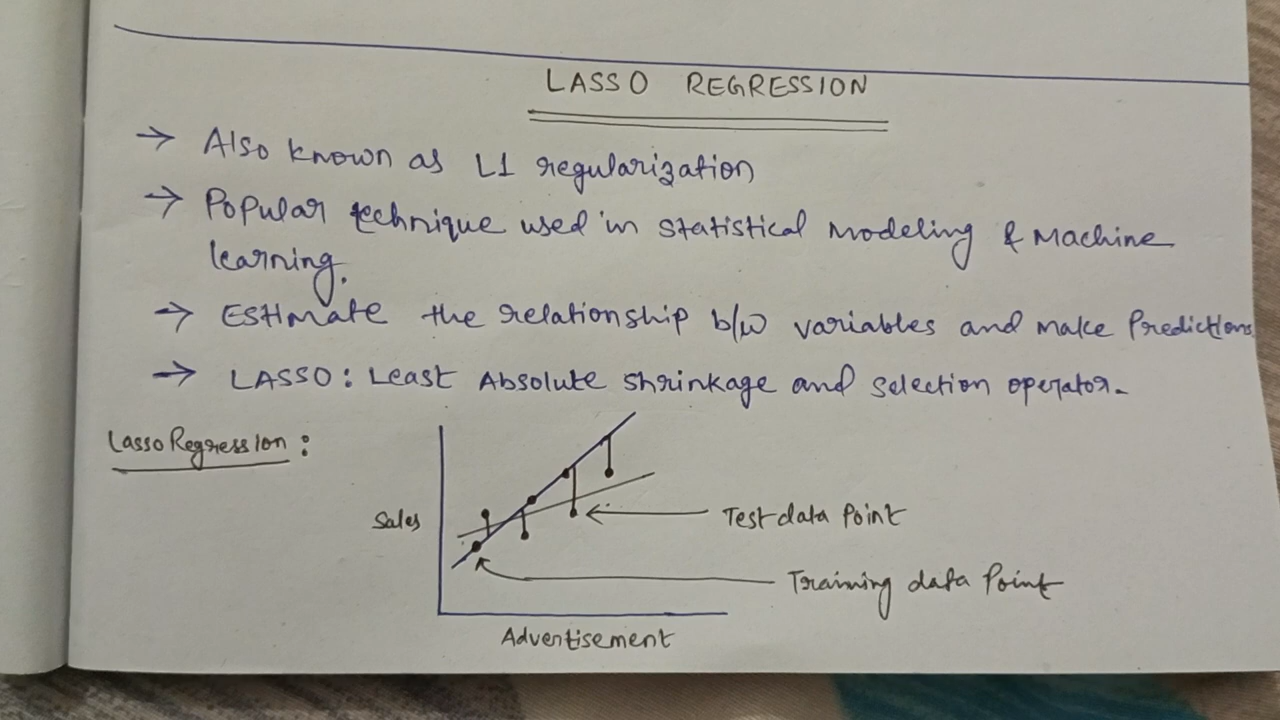 LASSO REGRESSION
→ Also known as L1 regularization
→ Popular technique used in statistical modeling & Machine
learning.
→ Estimate the relationship b/w variables and make Predictions
→ LASSO: Least Absolute Shrinkage and Selection operator.
Lasso Regression:
Sales
Test data Point
Training data Point
Advertisement